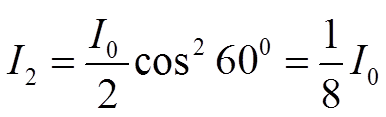 I₂ = I₀/2 cos² 60⁰ = 1/8 I₀